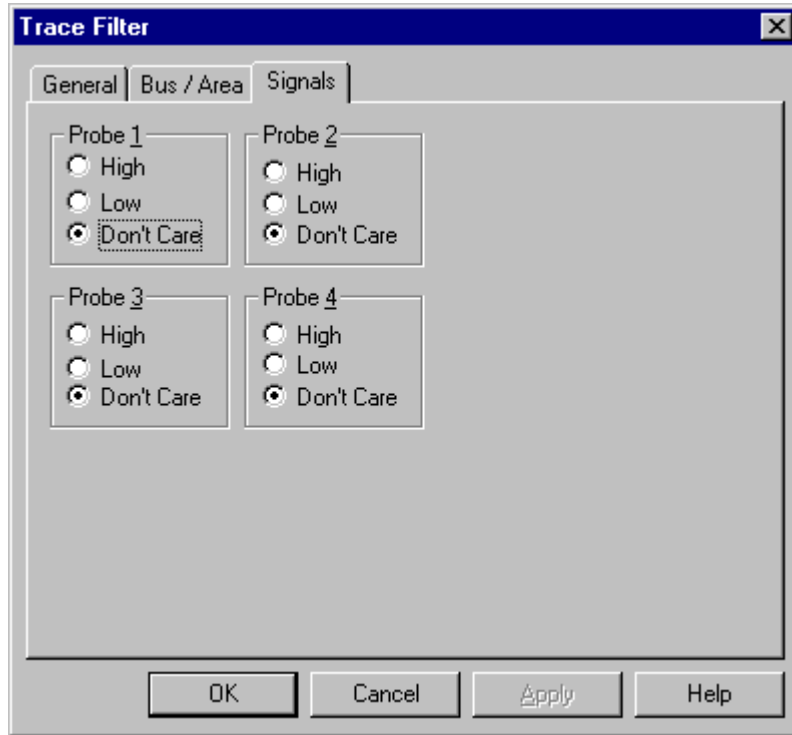 Trace Filter
General Bus / Area Signals
Probe 1 Probe 2
High High
Low Low
Don't Care Don't Care
Probe 3 Probe 4
High High
Low Low
Don't Care Don't Care
OK Cancel Apply Help